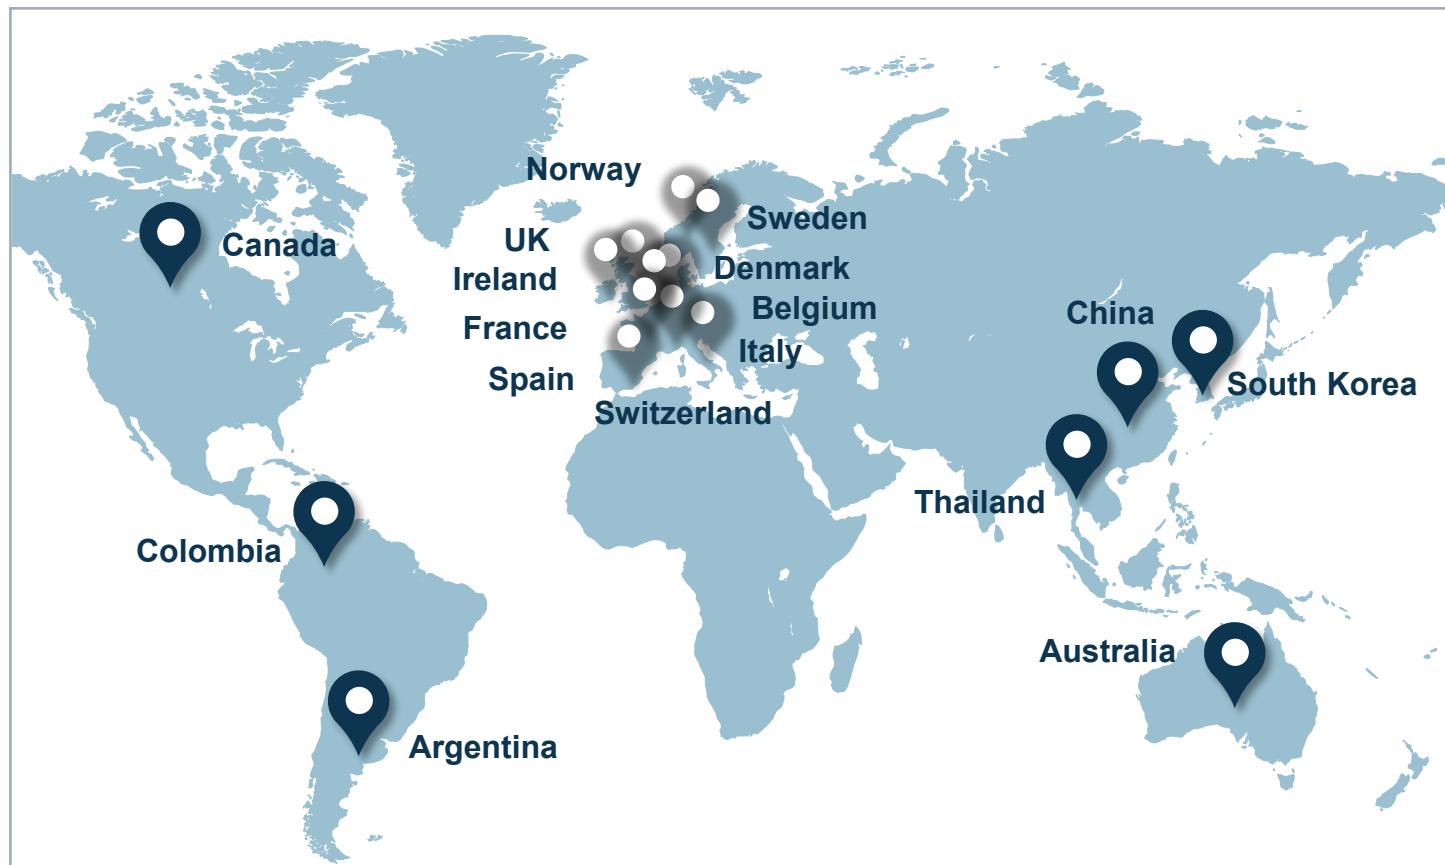 Norway
Sweden
Canada
UK
Denmark
Ireland
Belgium
China
France
Italy
Spain
South Korea
Switzerland
Thailand
Colombia
Australia
Argentina